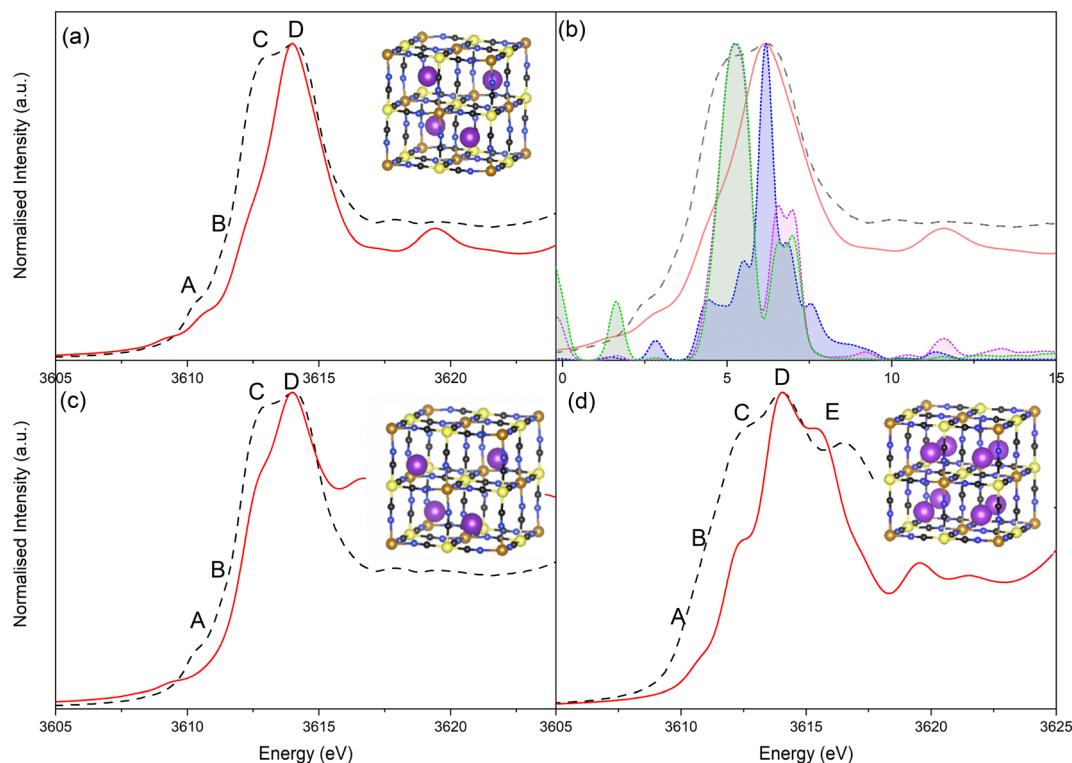 (a)
C
D
B
A
Normalised Intensity (a.u.)
3605
3610
3615
3620
(b)
0
5
10
15
(c)
C
D
B
A
Normalised Intensity (a.u.)
3605
3610
3615
3620
Energy (eV)
(d)
D
C
E
B
A
3605
3610
3615
3620
3625
Energy (eV)